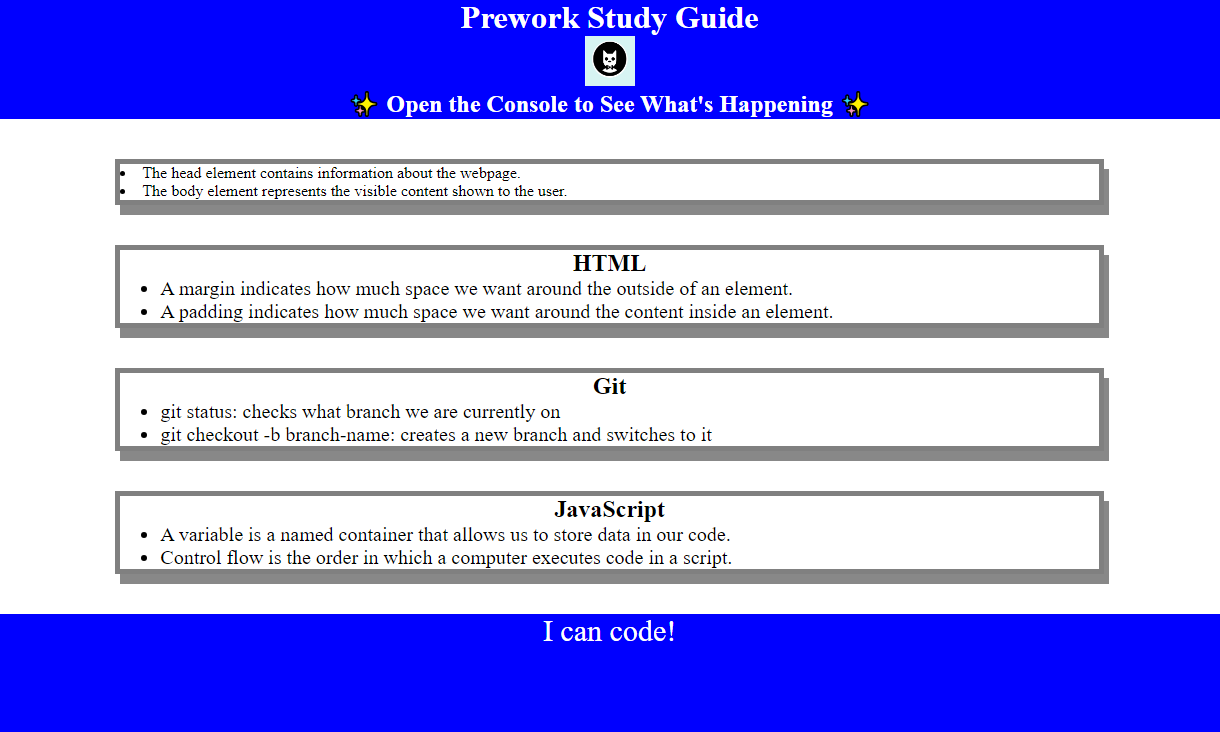 Prework Study Guide
✨ Open the Console to See What's Happening ✨
• The head element contains information about the webpage.
• The body element represents the visible content shown to the user.
HTML
• A margin indicates how much space we want around the outside of an element.
• A padding indicates how much space we want around the content inside an element.
Git
• git status: checks what branch we are currently on
• git checkout -b branch-name: creates a new branch and switches to it
JavaScript
• A variable is a named container that allows us to store data in our code.
• Control flow is the order in which a computer executes code in a script.
I can code!